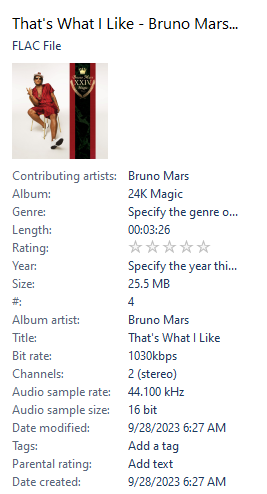 That's What I Like - Bruno Mars...
FLAC File
Bruno Mars
XXIV
Magic
Contributing artists: Bruno Mars
Album: 24K Magic
Genre: Specify the genre o...
Length: 00:03:26
Rating:
Year: Specify the year thi...
Size: 25.5 MB
#: 4
Album artist: Bruno Mars
Title: That's What I Like
Bit rate: 1030kbps
Channels: 2 (stereo)
Audio sample rate: 44.100 kHz
Audio sample size: 16 bit
Date modified: 9/28/2023 6:27 AM
Tags: Add a tag
Parental rating: Add text
Date created: 9/28/2023 6:27 AM